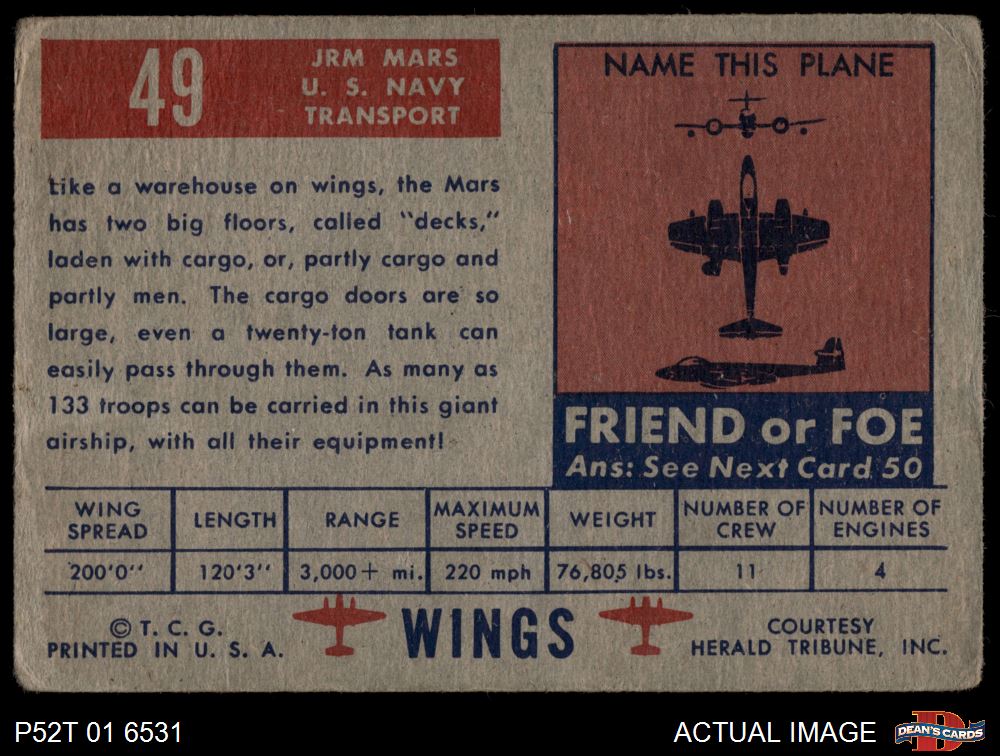 49
JRM MARS
U. S. NAVY
TRANSPORT
Like a warehouse on wings, the Mars
has two big floors, called "decks,"
laden with cargo, or, partly cargo and
partly men. The cargo doors are so
large, even a twenty-ton tank can
easily pass through them. As many as
133 troops can be carried in this giant
airship, with all their equipment!
NAME THIS PLANE
FRIEND or FOE
Ans: See Next Card 50
WING SPREAD
LENGTH
RANGE
MAXIMUM SPEED
WEIGHT
NUMBER OF CREW
NUMBER OF ENGINES
200'0''
120'3''
3,000+ mi.
220 mph
76,805 lbs.
11
4
© T. C. G.
PRINTED IN U. S. A.
WINGS
COURTESY
HERALD TRIBUNE, INC.
P52T 01 6531
ACTUAL IMAGE
D
DEAN'S CARDS